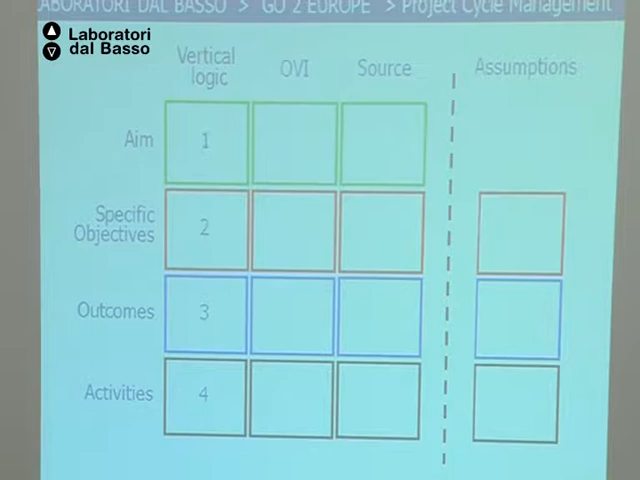 ABORATORI DAL BASSO > GO 2 EUROPE > Project Cycle Management
Laboratori
dal Basso
Vertical
logic
OVI
Source
Assumptions
Aim
1
Specific
Objectives
2
Outcomes
3
Activities
4